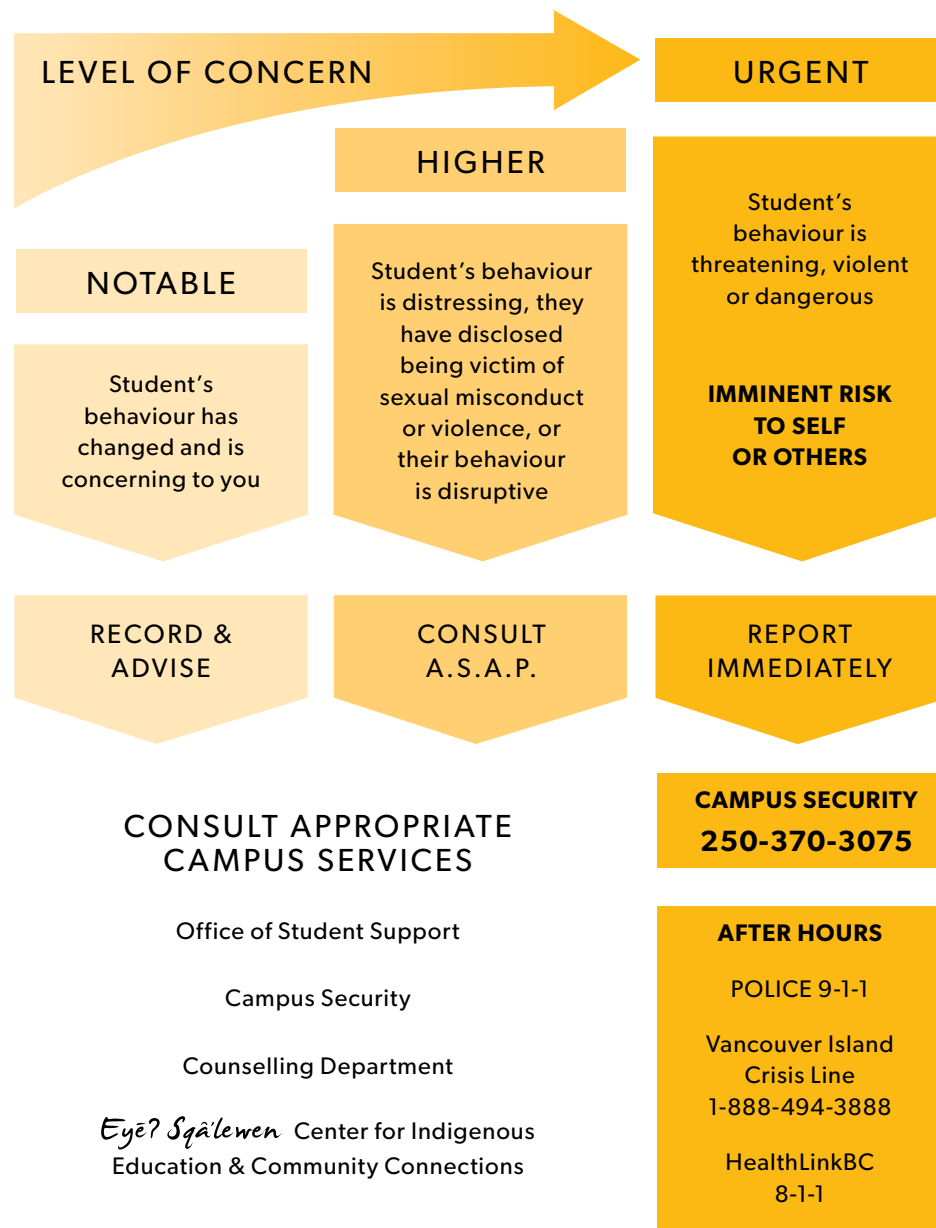 LEVEL OF CONCERN
NOTABLE
Student's
behaviour has
changed and is
concerning to you
RECORD &
ADVISE
HIGHER
Student's behaviour
is distressing, they
have disclosed
being victim of
sexual misconduct
or violence, or
their behaviour
is disruptive
CONSULT
A.S.A.P.
URGENT
Student's
behaviour is
threatening, violent
or dangerous
IMMINENT RISK
TO SELF
OR OTHERS
REPORT
IMMEDIATELY
CONSULT APPROPRIATE
CAMPUS SERVICES
Office of Student Support
Campus Security
Counselling Department
Eyēʔ Sqȃ'lewen Center for Indigenous
Education & Community Connections
CAMPUS SECURITY
250-370-3075
AFTER HOURS
POLICE 9-1-1
Vancouver Island
Crisis Line
1-888-494-3888
HealthLinkBC
8-1-1